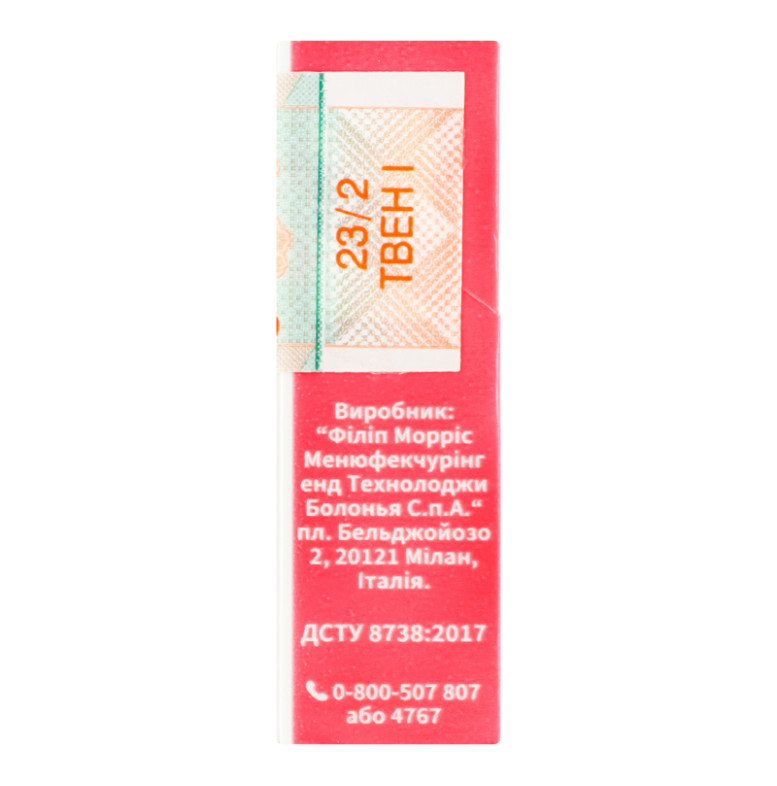 23/2
ТВЕН І
Виробник:
“Філіп Морріс
Менюфекчурінг
енд Технолоджи
Болонья С.п.А.“
пл. Бельджойозо
2, 20121 Мілан,
Італія.
ДСТУ 8738:2017
0-800-507 807
або 4767